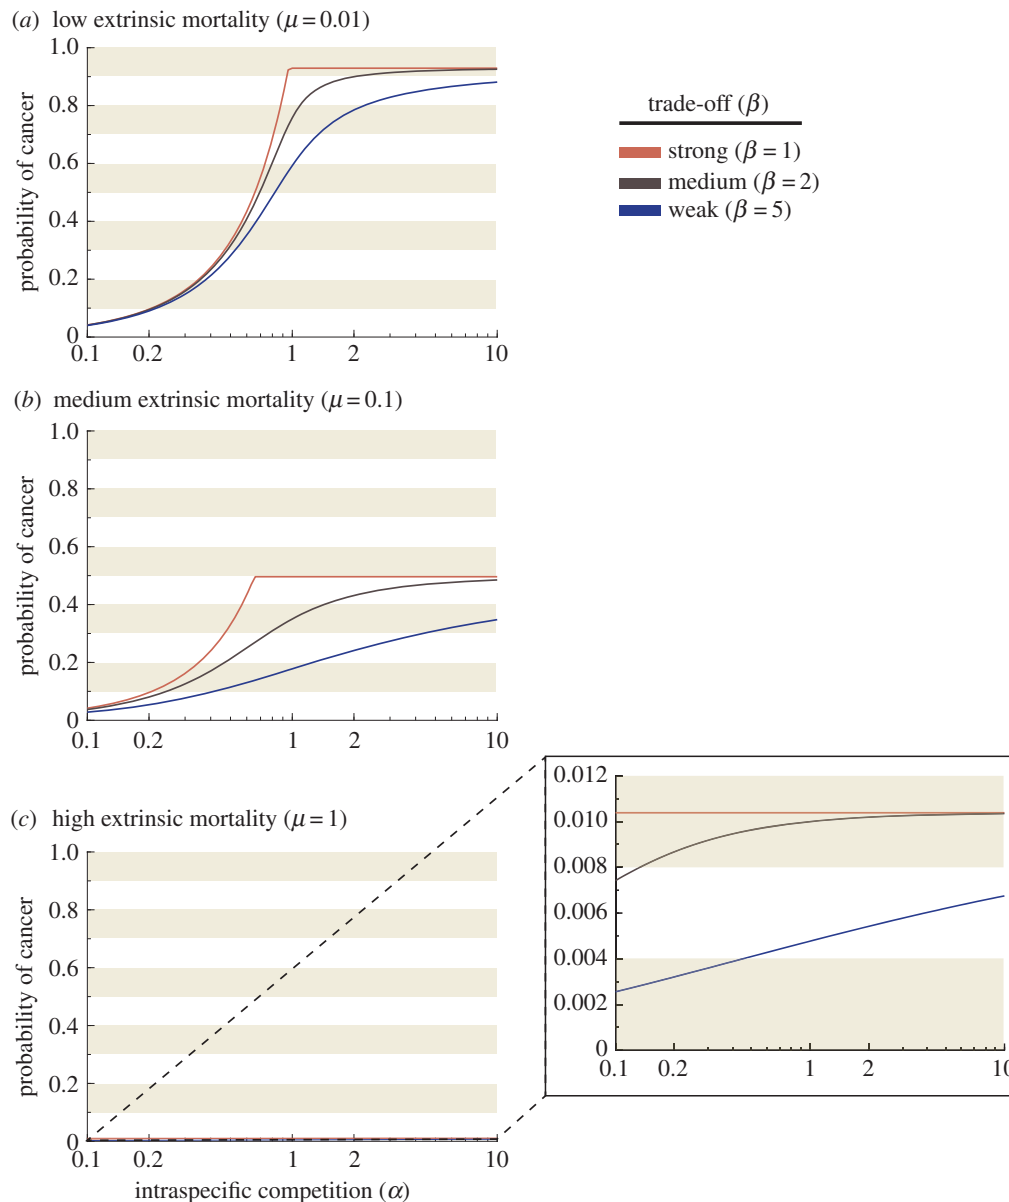 (a) low extrinsic mortality (μ = 0.01)
1.0
0.8
0.6
0.4
0.2
0
probability of cancer
0.1 0.2 1 2 10
trade-off (β)
strong (β = 1)
medium (β = 2)
weak (β = 5)
(b) medium extrinsic mortality (μ = 0.1)
1.0
0.8
0.6
0.4
0.2
0
probability of cancer
0.1 0.2 1 2 10
(c) high extrinsic mortality (μ = 1)
1.0
0.8
0.6
0.4
0.2
0
probability of cancer
0.1 0.2 1 2 10
intraspecific competition (α)
0.012
0.010
0.008
0.006
0.004
0.002
0
0.1 0.2 1 2 10